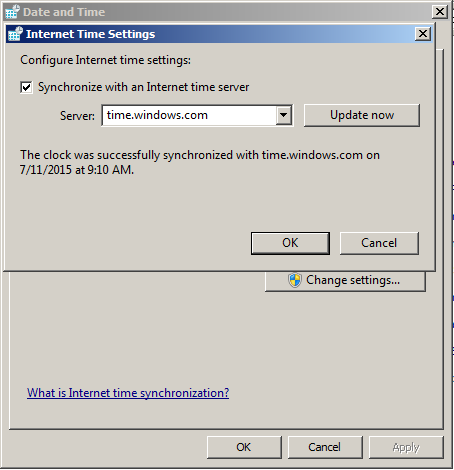 Date and Time
Internet Time Settings
Configure Internet time settings:
Synchronize with an Internet time server
Server: time.windows.com Update now
The clock was successfully synchronized with time.windows.com on
7/11/2015 at 9:10 AM.
OK Cancel
Change settings...
What is Internet time synchronization?
OK Cancel Apply